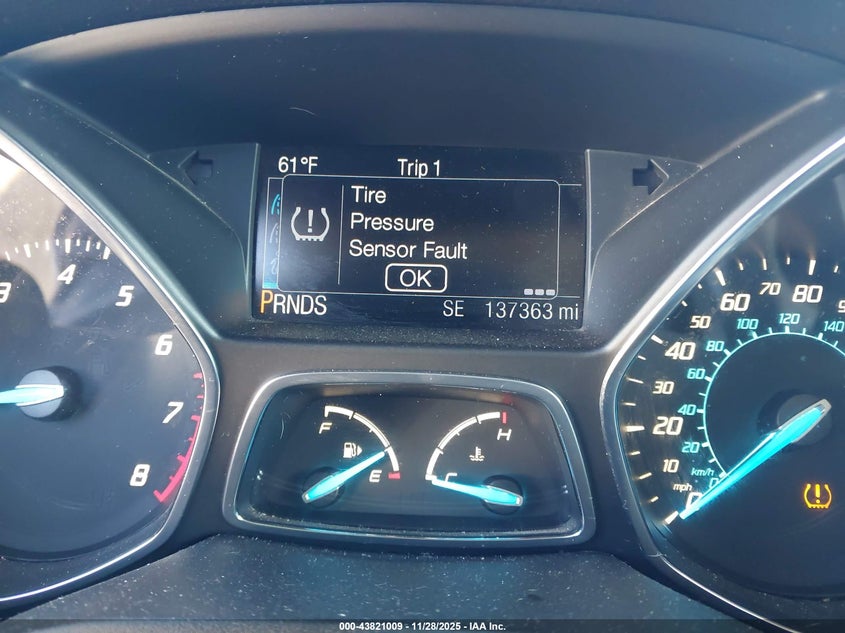 61°F Trip 1
Tire
Pressure
Sensor Fault
OK
PRNDS SE 137363 mi
3 4 5 6 7 8
F E
C H
0 10 20 30 40 50 60 70 80
mph
0 20 40 60 80 100 120 140
km/h
000-43821009 - 11/28/2025 - IAA Inc.